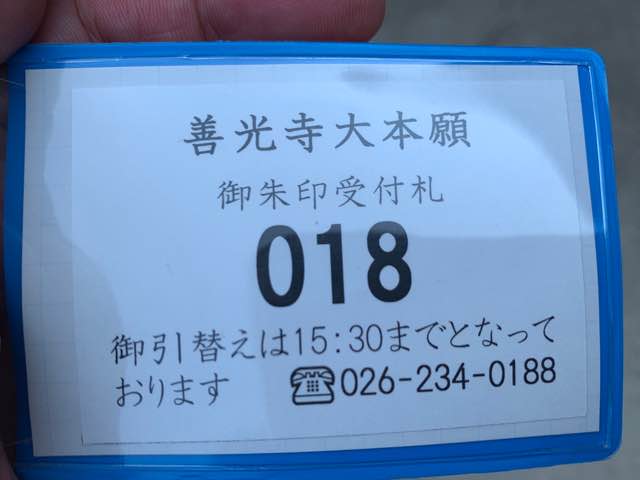 善光寺大本願
御朱印受付札
018
御引替えは15:30までとなって
おります ☎026-234-0188